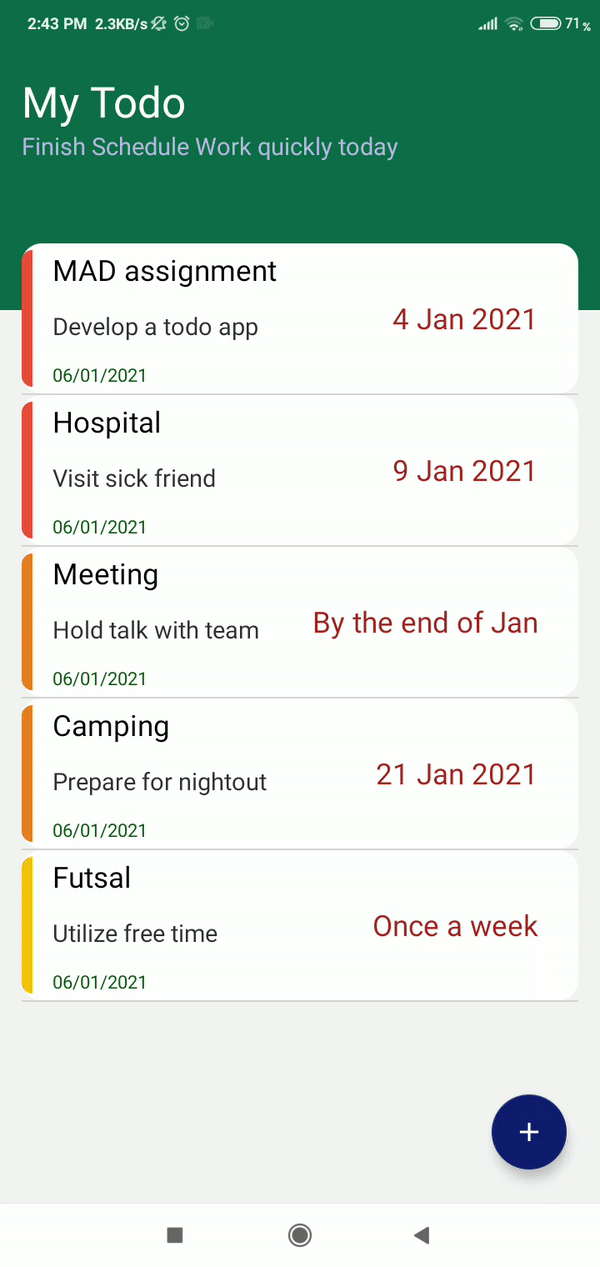 2:43 PM 2.3KB/s 71%
My Todo
Finish Schedule Work quickly today
MAD assignment
Develop a todo app
4 Jan 2021
06/01/2021
Hospital
Visit sick friend
9 Jan 2021
06/01/2021
Meeting
Hold talk with team
By the end of Jan
06/01/2021
Camping
Prepare for nightout
21 Jan 2021
06/01/2021
Futsal
Utilize free time
Once a week
06/01/2021
+